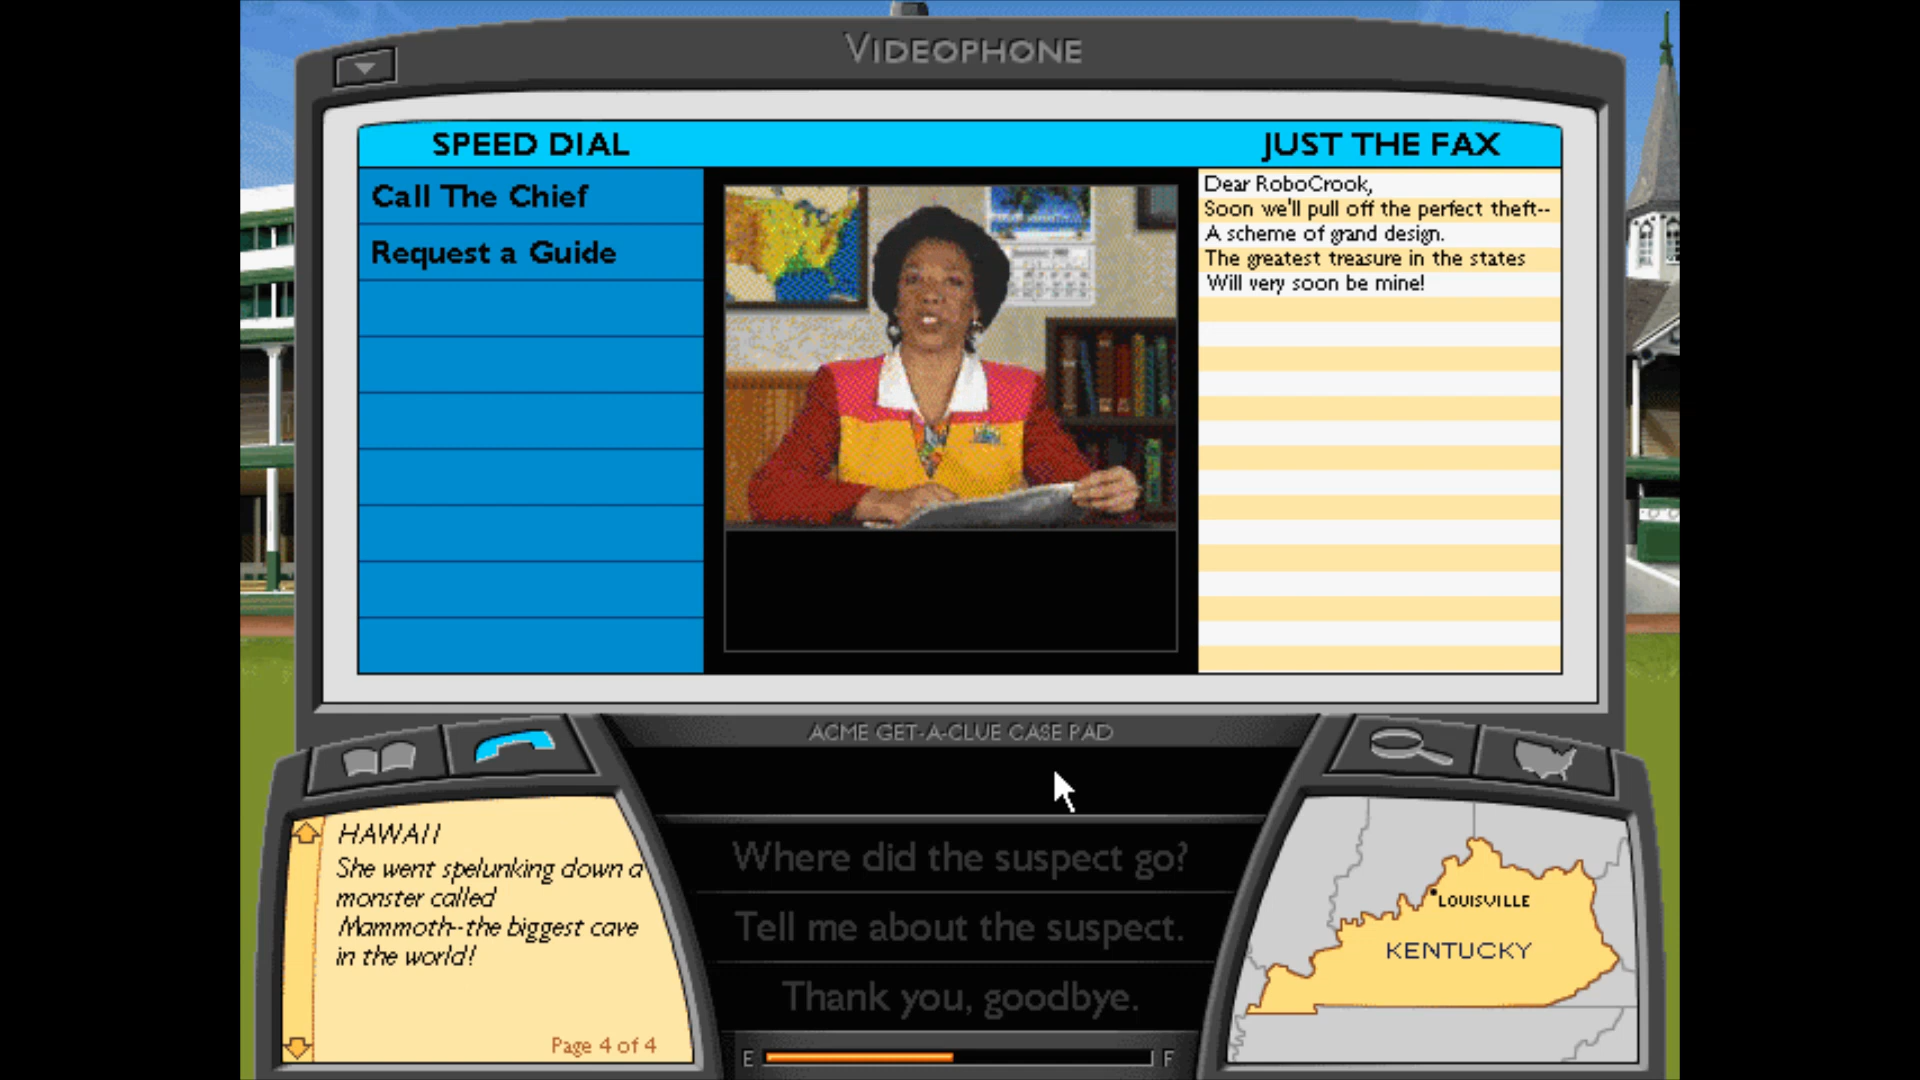 VIDEOPHONE
SPEED DIAL
Call The Chief
Request a Guide
JUST THE FAX
Dear RoboCrook,
Soon we'll pull off the perfect theft--
A scheme of grand design.
The greatest treasure in the states
Will very soon be mine!
ACME GET-A-CLUE CASE PAD
HAWAII
She went spelunking down a
monster called
Mammoth--the biggest cave
in the world!
Page 4 of 4
Where did the suspect go?
Tell me about the suspect.
Thank you, goodbye.
E F
LOUISVILLE
KENTUCKY